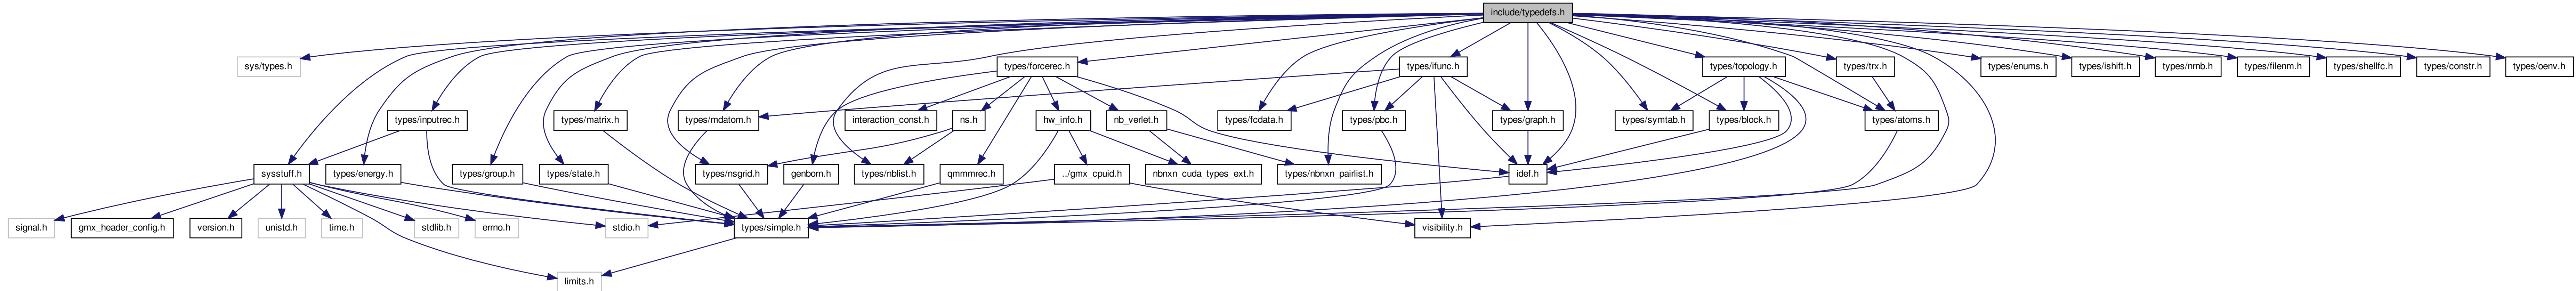 include/typedefs.h
sys/types.h
types/forcerec.h
types/ifunc.h
types/topology.h
types/trx.h
types/enums.h
types/ishift.h
types/nrnb.h
types/filenm.h
types/shellfc.h
types/constr.h
types/oenv.h
types/inputrec.h
types/matrix.h
types/mdatom.h
interaction_const.h
ns.h
hw_info.h
nb_verlet.h
types/fcdata.h
types/pbc.h
types/graph.h
types/symtab.h
types/block.h
types/atoms.h
sysstuff.h
types/energy.h
types/group.h
types/state.h
types/nsgrid.h
genborn.h
types/nblist.h
qmmmrec.h
../gmx_cpuid.h
nbnxn_cuda_types_ext.h
types/nbnxn_pairlist.h
idef.h
signal.h
gmx_header_config.h
version.h
unistd.h
time.h
stdlib.h
errno.h
stdio.h
types/simple.h
visibility.h
limits.h